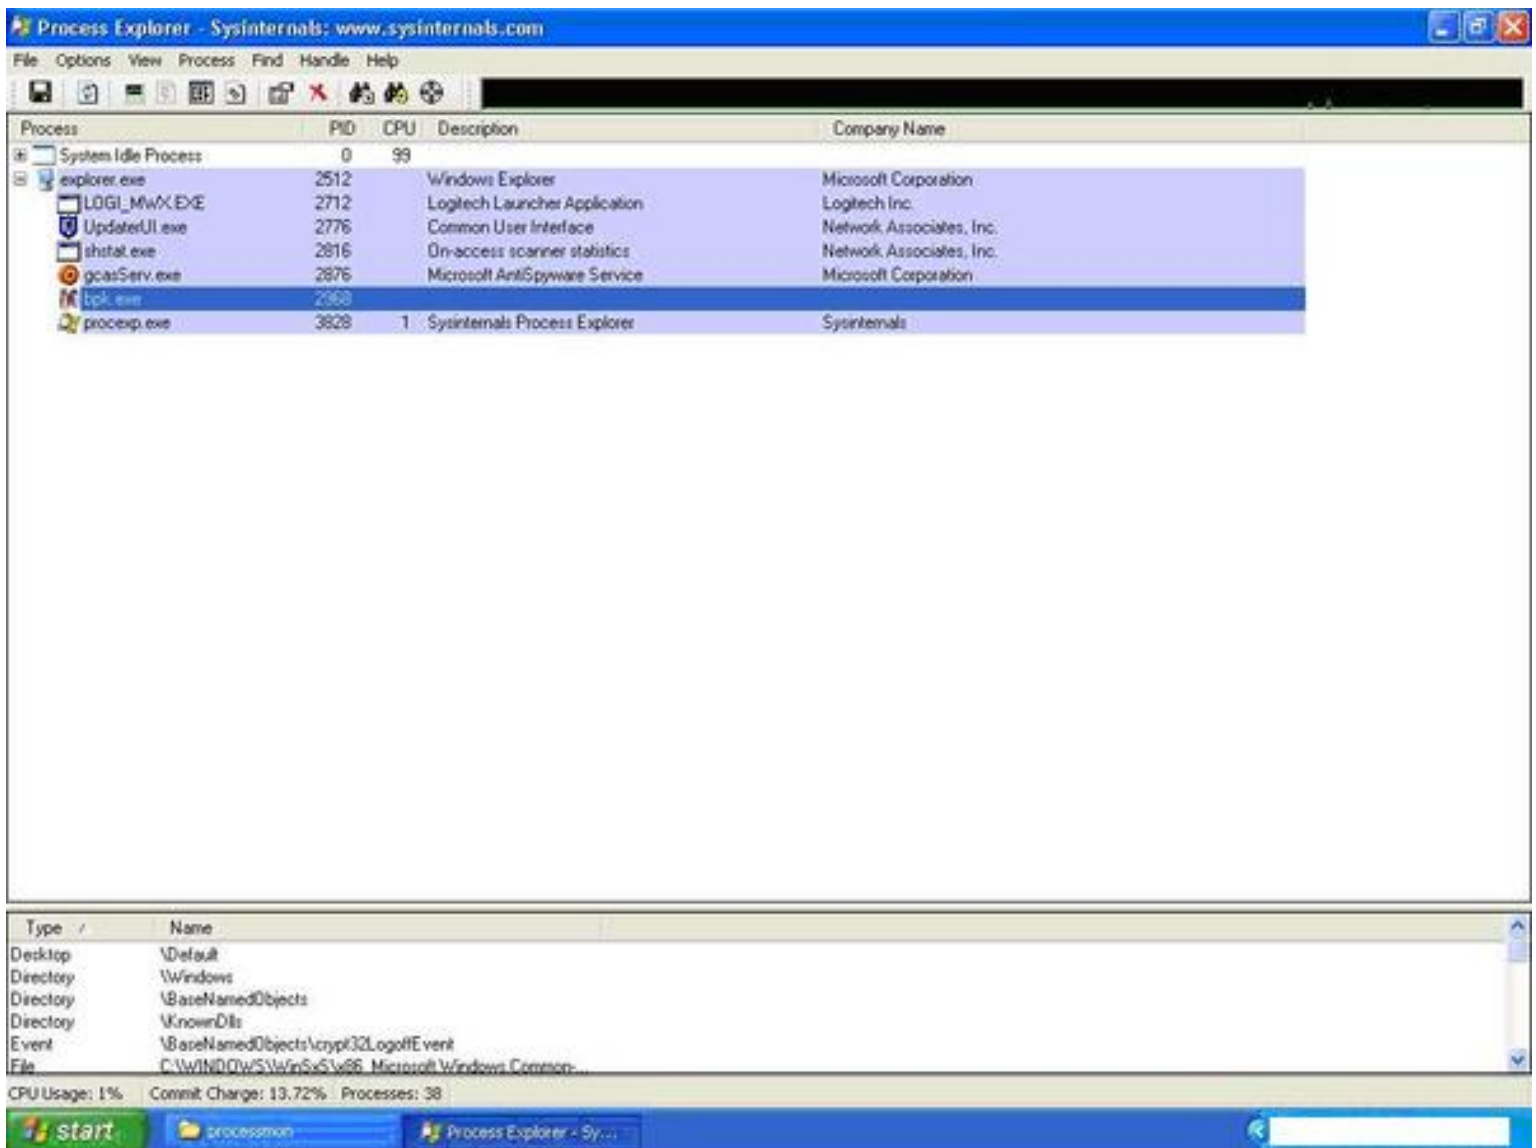 Process Explorer - Sysinternals: www.sysinternals.com
File Options View Process Find Handle Help
Process PID CPU Description Company Name
System Idle Process 0 99
explorer.exe 2512 Windows Explorer Microsoft Corporation
LOGI_MWX.EXE 2712 Logitech Launcher Application Logitech Inc.
UpdaterUI.exe 2776 Common User Interface Network Associates, Inc.
shstat.exe 2816 On-access scanner statistics Network Associates, Inc.
gcasServ.exe 2876 Microsoft AntiSpyware Service Microsoft Corporation
bpk.exe 2968
procexp.exe 3828 1 Sysinternals Process Explorer Sysinternals
Type / Name
Desktop \Default
Directory \Windows
Directory \BaseNamedObjects
Directory \KnownDlls
Event \BaseNamedObjects\crypt32LogoffEvent
File C:\WINDOWS\WinSxS\x86_Microsoft.Windows.Common-...
CPU Usage: 1% Commit Charge: 13.72% Processes: 38
start processmon Process Explorer - Sy...